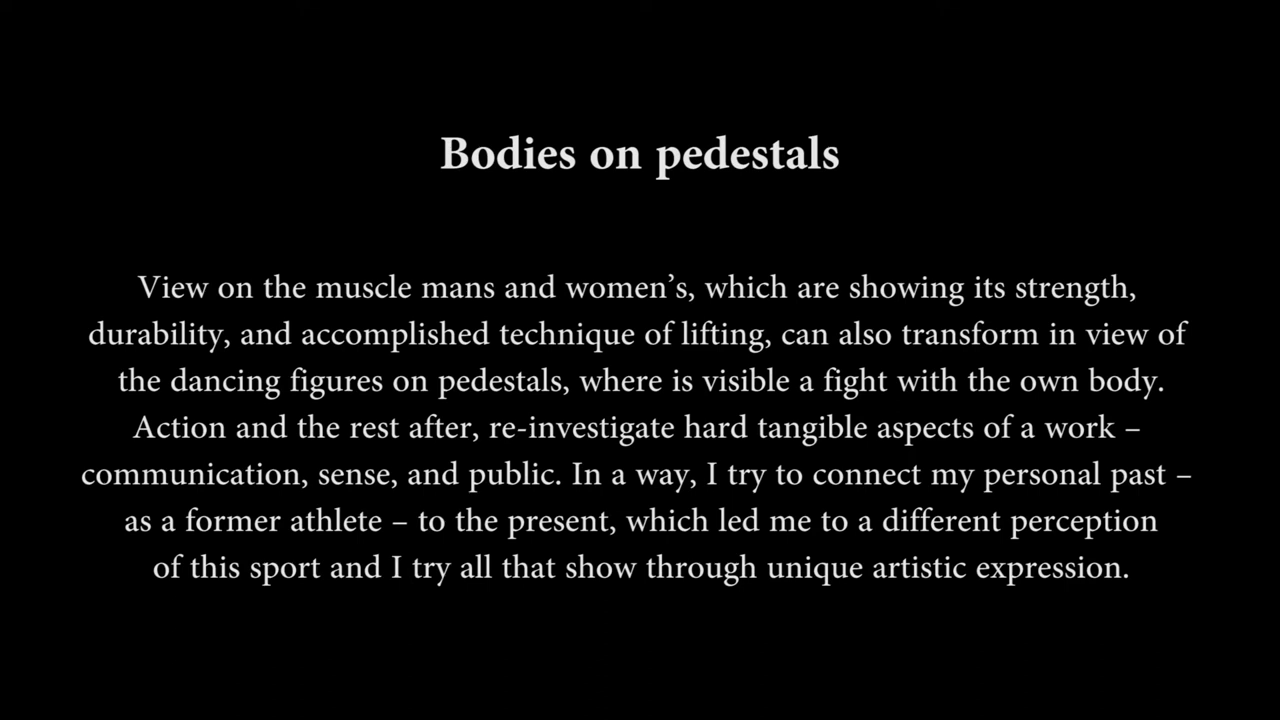 Bodies on pedestals
View on the muscle mans and women’s, which are showing its strength,
durability, and accomplished technique of lifting, can also transform in view of
the dancing figures on pedestals, where is visible a fight with the own body.
Action and the rest after, re-investigate hard tangible aspects of a work –
communication, sense, and public. In a way, I try to connect my personal past –
as a former athlete – to the present, which led me to a different perception
of this sport and I try all that show through unique artistic expression.